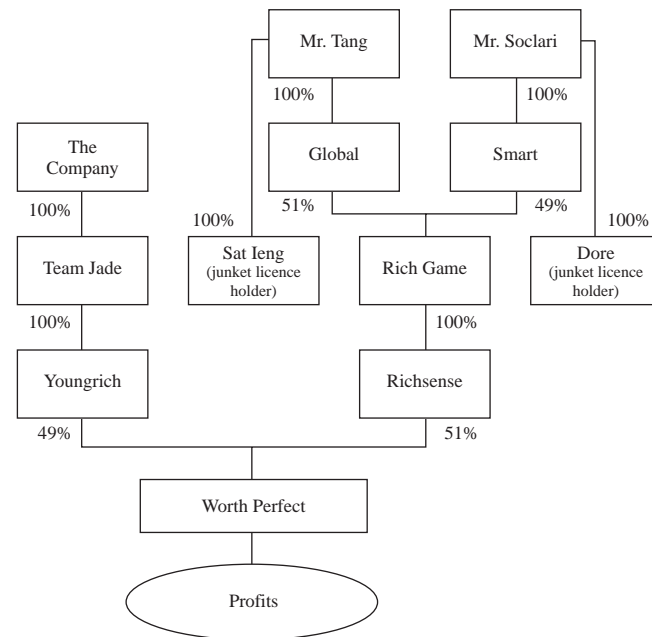 Mr. Tang
Mr. Soclari
100%
100%
The
Company
Global
Smart
100%
51%
49%
100%
100%
Team Jade
Sat Ieng
(junket licence
holder)
Rich Game
Dore
(junket licence
holder)
100%
100%
Youngrich
Richsense
49%
51%
Worth Perfect
Profits